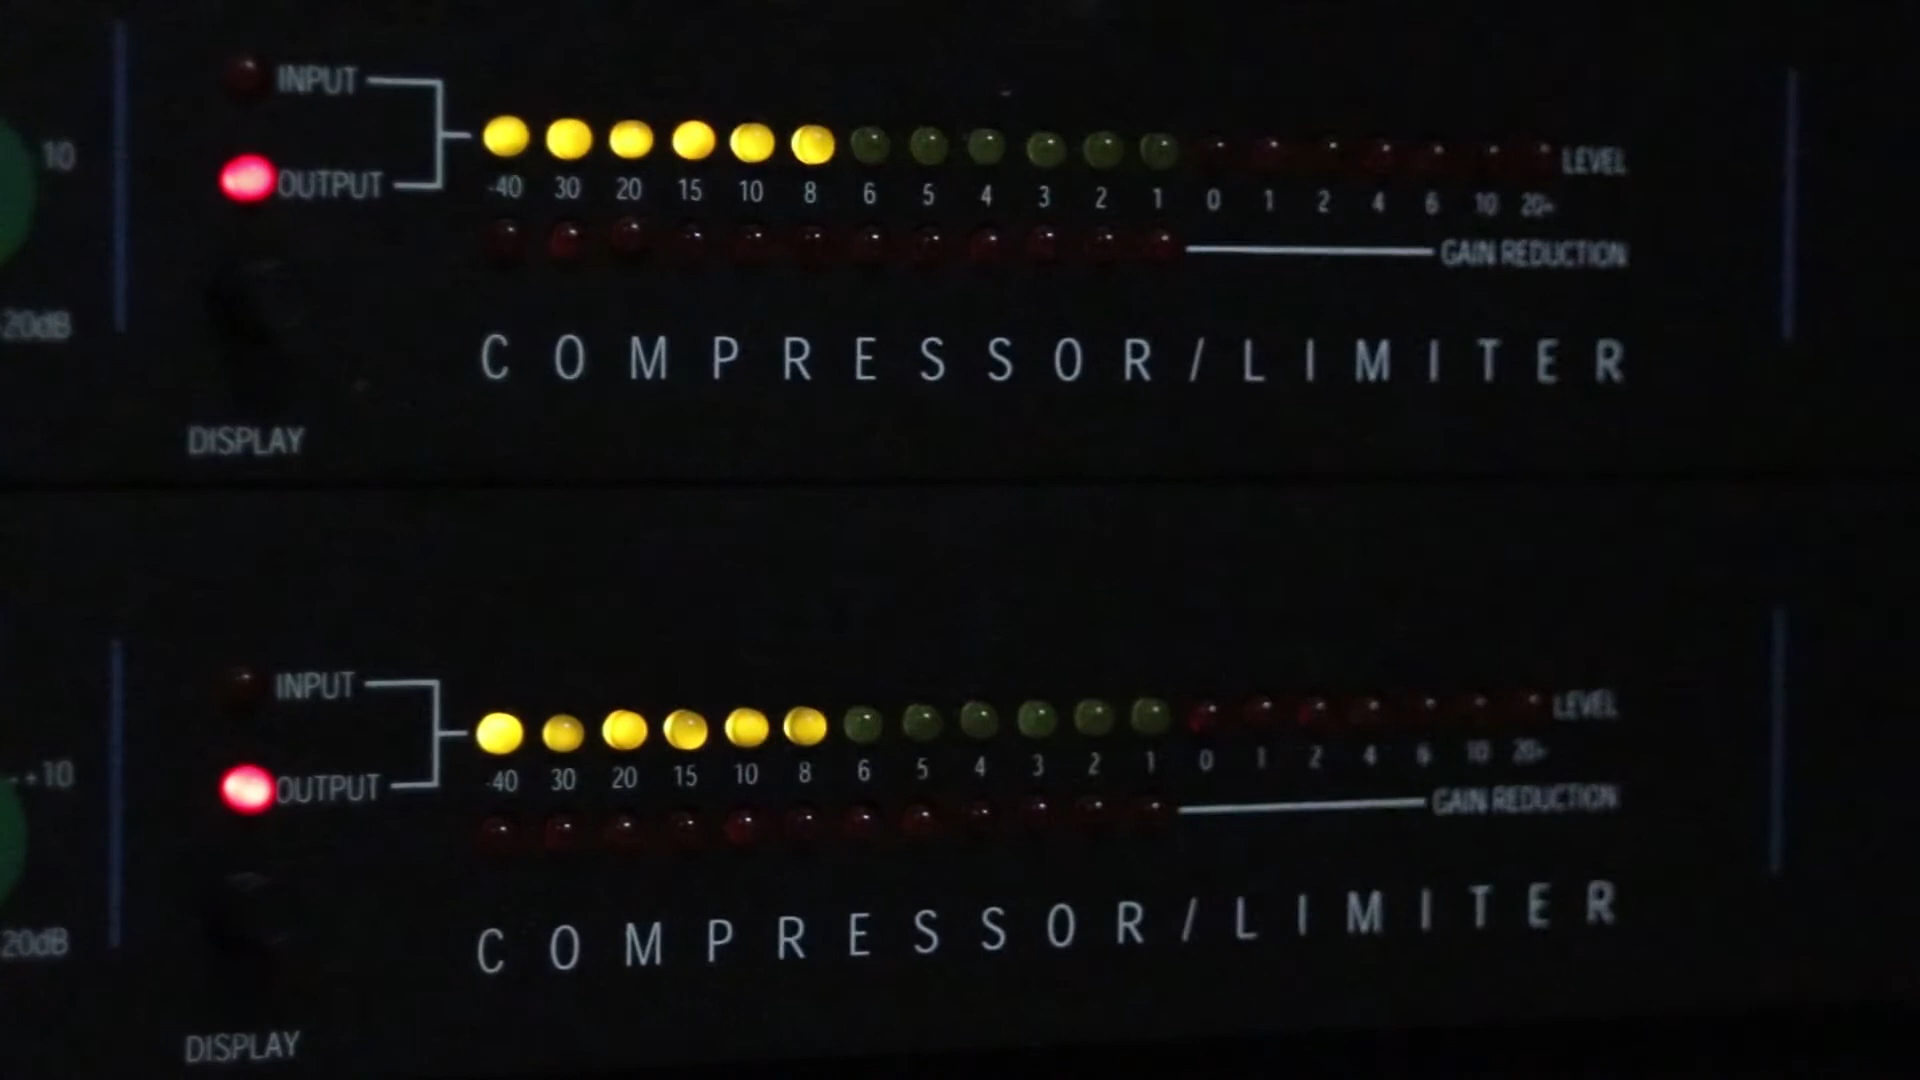 INPUT
10
OUTPUT
LEVEL
-40 30 20 15 10 8 6 5 4 3 2 1 0 1 2 4 6 10 20+
GAIN REDUCTION
20dB
COMPRESSOR/LIMITER
DISPLAY
INPUT
LEVEL
+10
OUTPUT
-40 30 20 15 10 8 6 5 4 3 2 1 0 1 2 4 6 10 20+
GAIN REDUCTION
20dB
COMPRESSOR/LIMITER
DISPLAY